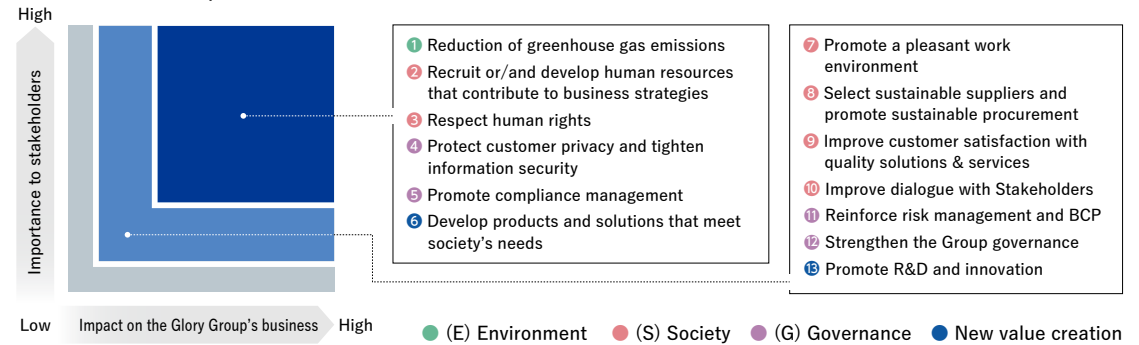 High
Importance to stakeholders
Low
Impact on the Glory Group's business
High
1 Reduction of greenhouse gas emissions
2 Recruit or/and develop human resources
that contribute to business strategies
3 Respect human rights
4 Protect customer privacy and tighten
information security
5 Promote compliance management
6 Develop products and solutions that meet
society's needs
7 Promote a pleasant work
environment
8 Select sustainable suppliers and
promote sustainable procurement
9 Improve customer satisfaction with
quality solutions & services
10 Improve dialogue with Stakeholders
11 Reinforce risk management and BCP
12 Strengthen the Group governance
13 Promote R&D and innovation
(E) Environment
(S) Society
(G) Governance
New value creation